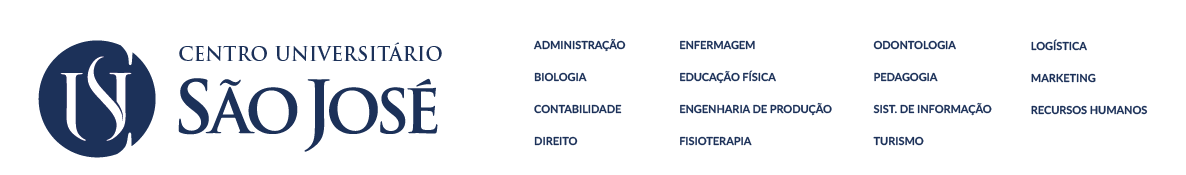 CENTRO UNIVERSITÁRIO
SÃO JOSÉ
ADMINISTRAÇÃO
BIOLOGIA
CONTABILIDADE
DIREITO
ENFERMAGEM
EDUCAÇÃO FÍSICA
ENGENHARIA DE PRODUÇÃO
FISIOTERAPIA
ODONTOLOGIA
PEDAGOGIA
SIST. DE INFORMAÇÃO
TURISMO
LOGÍSTICA
MARKETING
RECURSOS HUMANOS